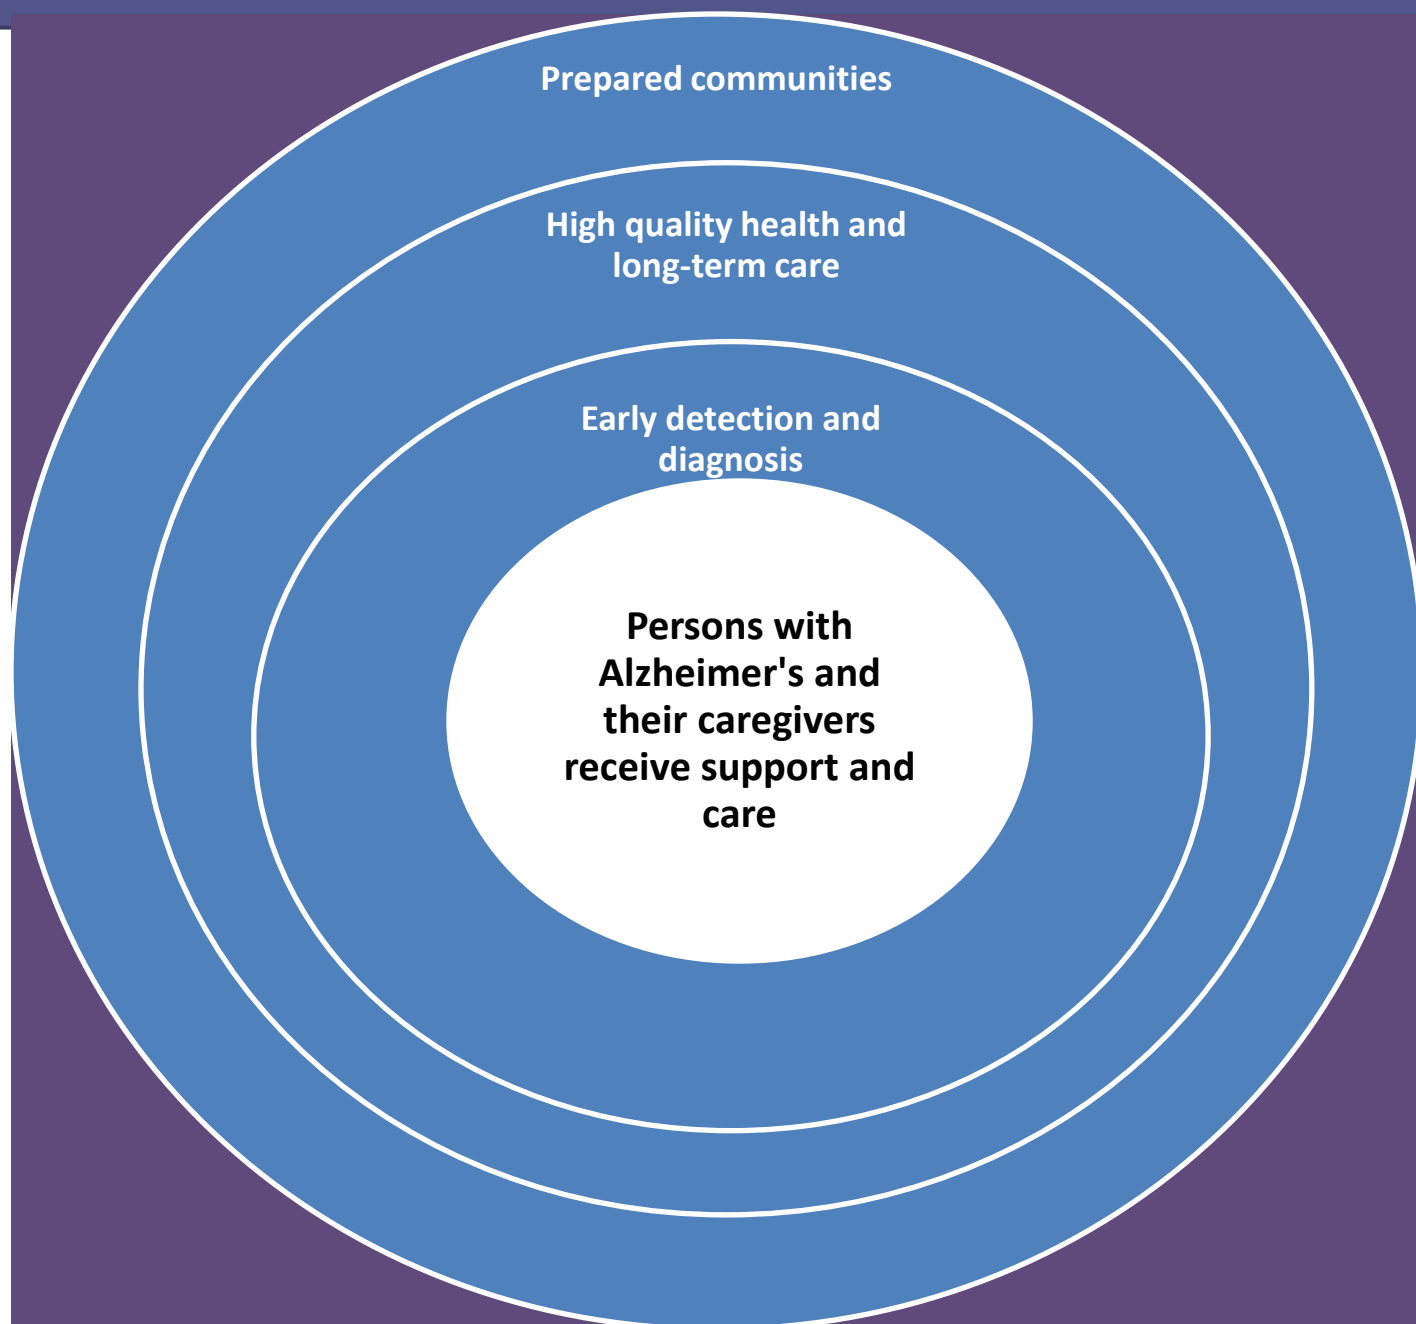 Prepared communities
High quality health and
long-term care
Early detection and
diagnosis
Persons with
Alzheimer's and
their caregivers
receive support and
care